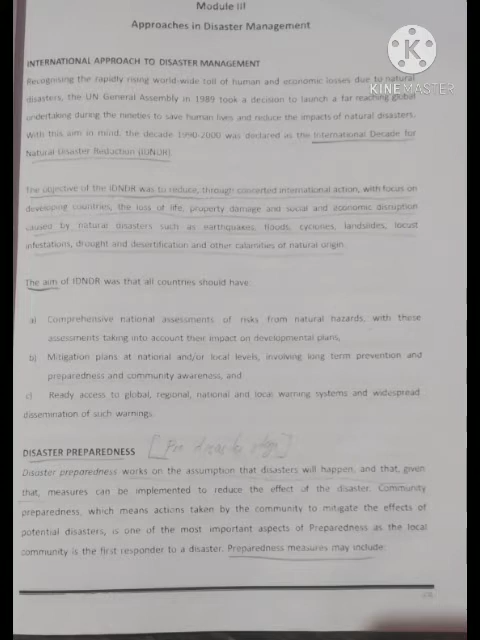 Module III
Approaches in Disaster Management
K
KINEMASTER
INTERNATIONAL APPROACH TO DISASTER MANAGEMENT
Recognising the rapidly rising world-wide toll of human and economic losses due to natural
disasters, the UN General Assembly in 1989 took a decision to launch a far reaching global
undertaking during the nineties to save human lives and reduce the impacts of natural disasters.
With this aim in mind, the decade 1990-2000 was declared as the International Decade for
Natural Disaster Reduction (IDNDR)
The objective of the IDNDR was to reduce, through concerted international action, with focus on
developing countries, the loss of life, property damage and social and economic disruption
caused by natural disasters such as earthquakes, floods, cyclones, landslides, locust
infestations, drought and desertification and other calamities of natural origin.
The aim of IDNDR was that all countries should have:
a) Comprehensive national assessments of risks from natural hazards, with these
assessments taking into account their impact on developmental plans,
b) Mitigation plans at national and/or local levels, involving long term prevention and
preparedness and community awareness, and
c) Ready access to global, regional, national and local warning systems and widespread
dissemination of such warnings.
DISASTER PREPAREDNESS [Pre disaster stage]
Disaster preparedness works on the assumption that disasters will happen, and that, given
that, measures can be implemented to reduce the effect of the disaster. Community
preparedness, which means actions taken by the community to mitigate the effects of
potential disasters, is one of the most important aspects of Preparedness as the local
community is the first responder to a disaster. Preparedness measures may include: